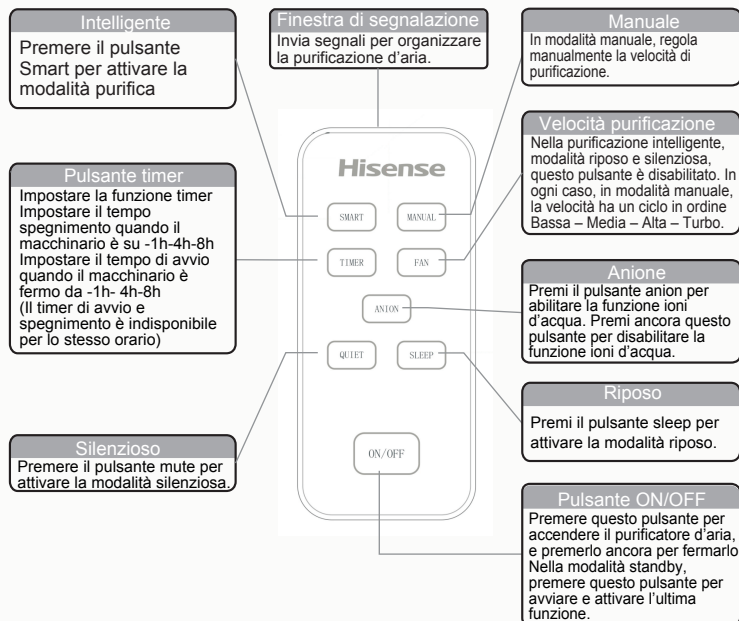 Intelligente
Premere il pulsante
Smart per attivare la
modalità purifica
Finestra di segnalazione
Invia segnali per organizzare
la purificazione d'aria.
Manuale
In modalità manuale, regola
manualmente la velocità di
purificazione.
Velocità purificazione
Nella purificazione intelligente,
modalità riposo e silenziosa,
questo pulsante è disabilitato. In
ogni caso, in modalità manuale,
la velocità ha un ciclo in ordine
Bassa – Media – Alta – Turbo.
Pulsante timer
Impostare la funzione timer
Impostare il tempo
spegnimento quando il
macchinario è su -1h-4h-8h
Impostare il tempo di avvio
quando il macchinario è
fermo da -1h- 4h-8h
(Il timer di avvio e
spegnimento è indisponibile
per lo stesso orario)
Hisense
SMART
MANUAL
TIMER
FAN
ANION
QUIET
SLEEP
ON/OFF
Anione
Premi il pulsante anion per
abilitare la funzione ioni
d'acqua. Premi ancora questo
pulsante per disabilitare la
funzione ioni d'acqua.
Riposo
Premi il pulsante sleep per
attivare la modalità riposo.
Silenzioso
Premere il pulsante mute per
attivare la modalità silenziosa.
Pulsante ON/OFF
Premere questo pulsante per
accendere il purificatore d'aria,
e premerlo ancora per fermarlo
Nella modalità standby,
premere questo pulsante per
avviare e attivare l'ultima
funzione.